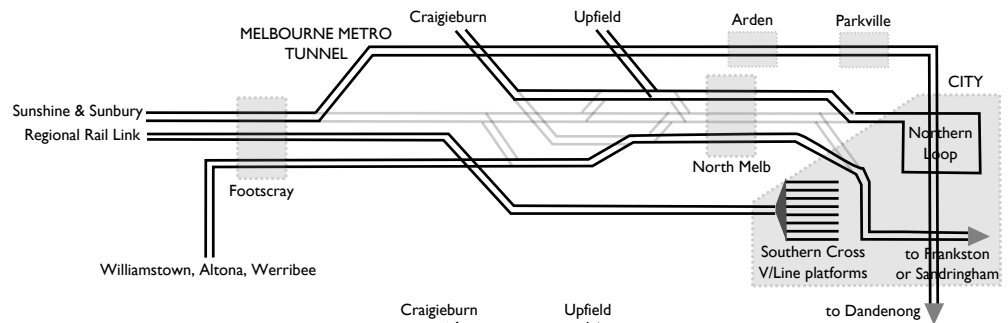 Craigieburn
Upfield
Arden
Parkville
MELBOURNE METRO
TUNNEL
CITY
Sunshine & Sunbury
Regional Rail Link
Northern
Loop
North Melb
Footscray
Southern Cross
V/Line platforms
to Frankston
or Sandringham
Williamstown, Altona, Werribee
Craigieburn
Upfield
to Dandenong